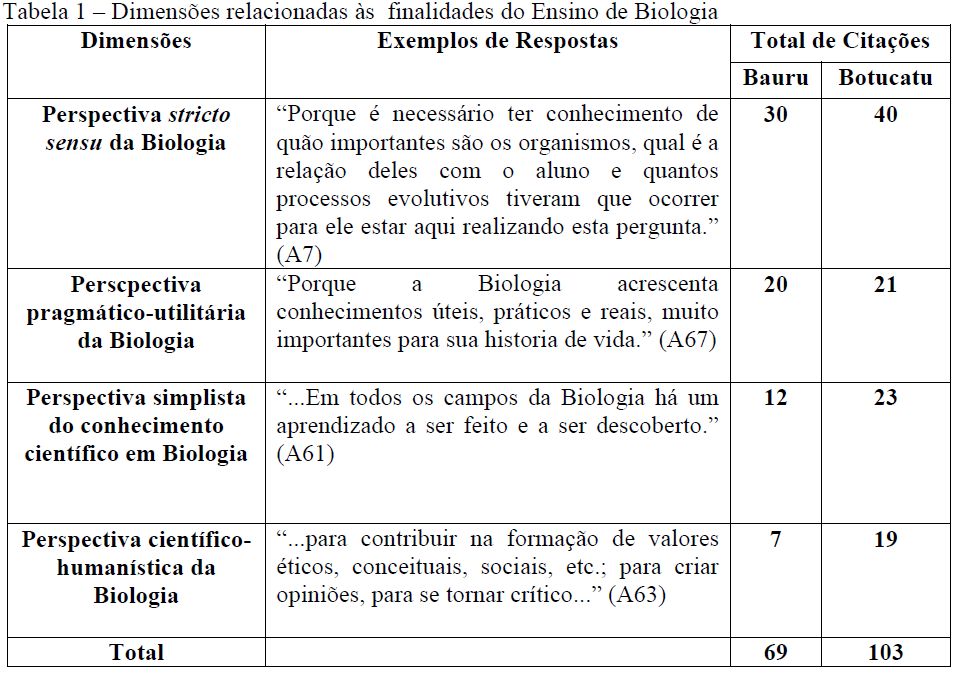 Tabela 1 – Dimensões relacionadas às finalidades do Ensino de Biologia
Dimensões
Exemplos de Respostas
Total de Citações
Bauru
Botucatu
Perspectiva stricto
sensu da Biologia
“Porque é necessário ter conhecimento de
quão importantes são os organismos, qual é a
relação deles com o aluno e quantos
processos evolutivos tiveram que ocorrer
para ele estar aqui realizando esta pergunta.”
(A7)
30
40
Perscpectiva
pragmático-utilitária
da Biologia
“Porque a Biologia acrescenta
conhecimentos úteis, práticos e reais, muito
importantes para sua historia de vida.” (A67)
20
21
Perspectiva simplista
do conhecimento
científico em Biologia
“...Em todos os campos da Biologia há um
aprendizado a ser feito e a ser descoberto.”
(A61)
12
23
Perspectiva científico-
humanística da
Biologia
“...para contribuir na formação de valores
éticos, conceituais, sociais, etc.; para criar
opiniões, para se tornar crítico...” (A63)
7
19
Total
69
103